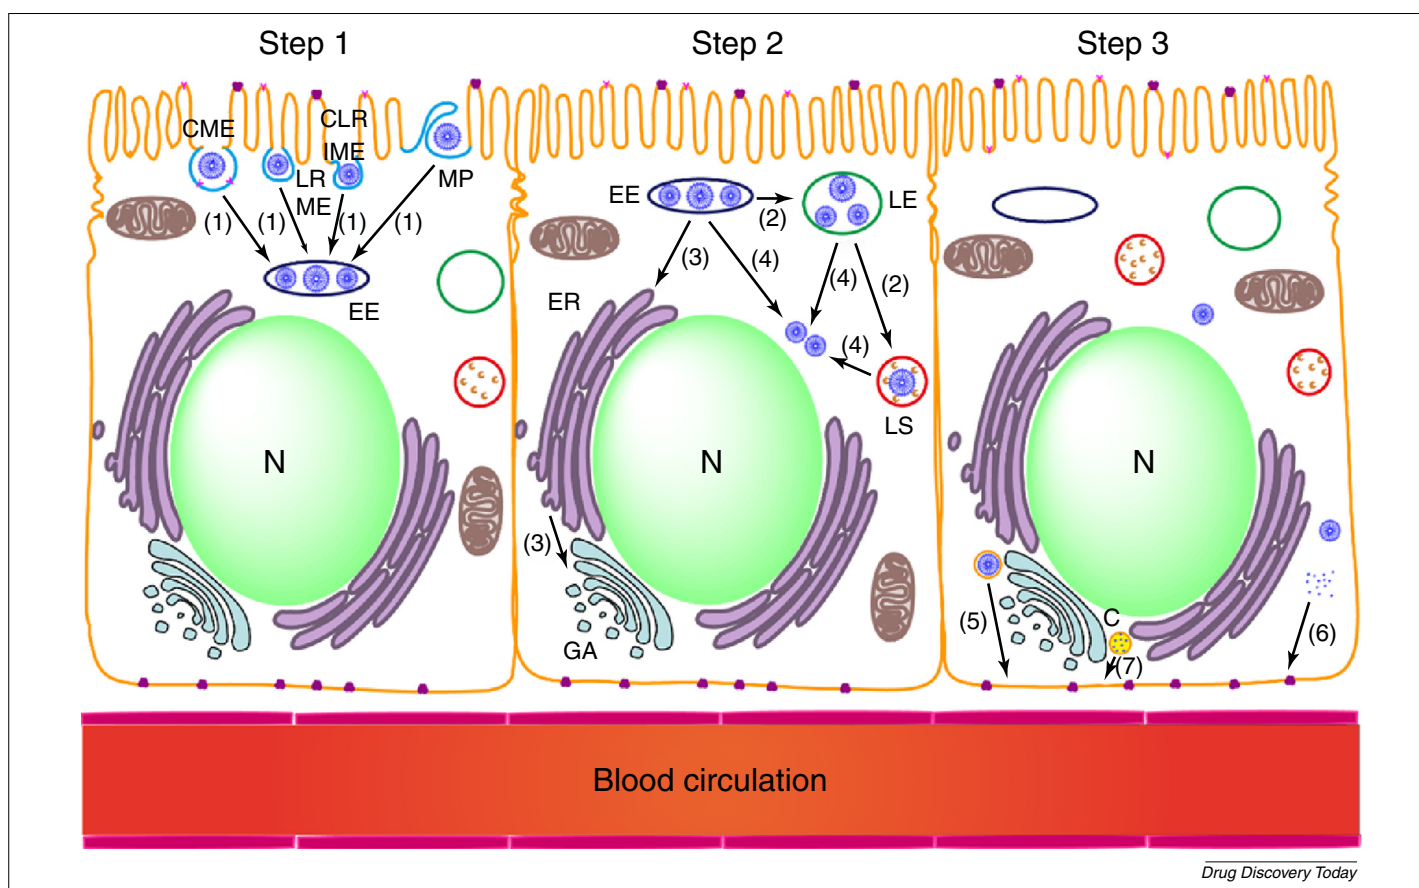 Step 1
Step 2
Step 3
CME
CLR
IME
LR
ME
MP
(1)
(1)
(1)
(1)
EE
N
EE
LE
(2)
(3)
(4)
(4)
(2)
ER
(4)
LS
N
(3)
GA
N
C
(5)
(6)
(7)
Blood circulation
Drug Discovery Today